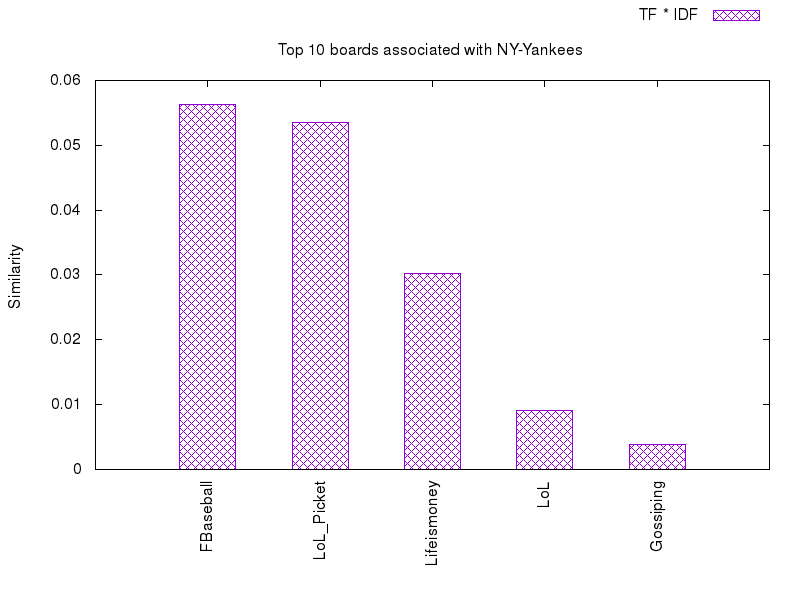 TF * IDF
Top 10 boards associated with NY-Yankees
0.06
0.05
0.04
0.03
0.02
0.01
0
Similarity
FBaseball
LoL_Picket
Lifeismoney
LoL
Gossiping